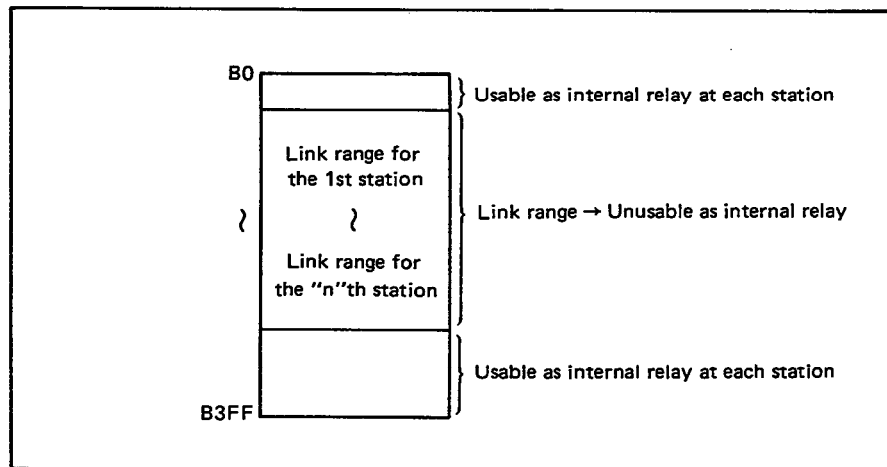 B0
Usable as internal relay at each station
Link range for
the 1st station
~
~
Link range → Unusable as internal relay
Link range for
the "n"th station
Usable as internal relay at each station
B3FF